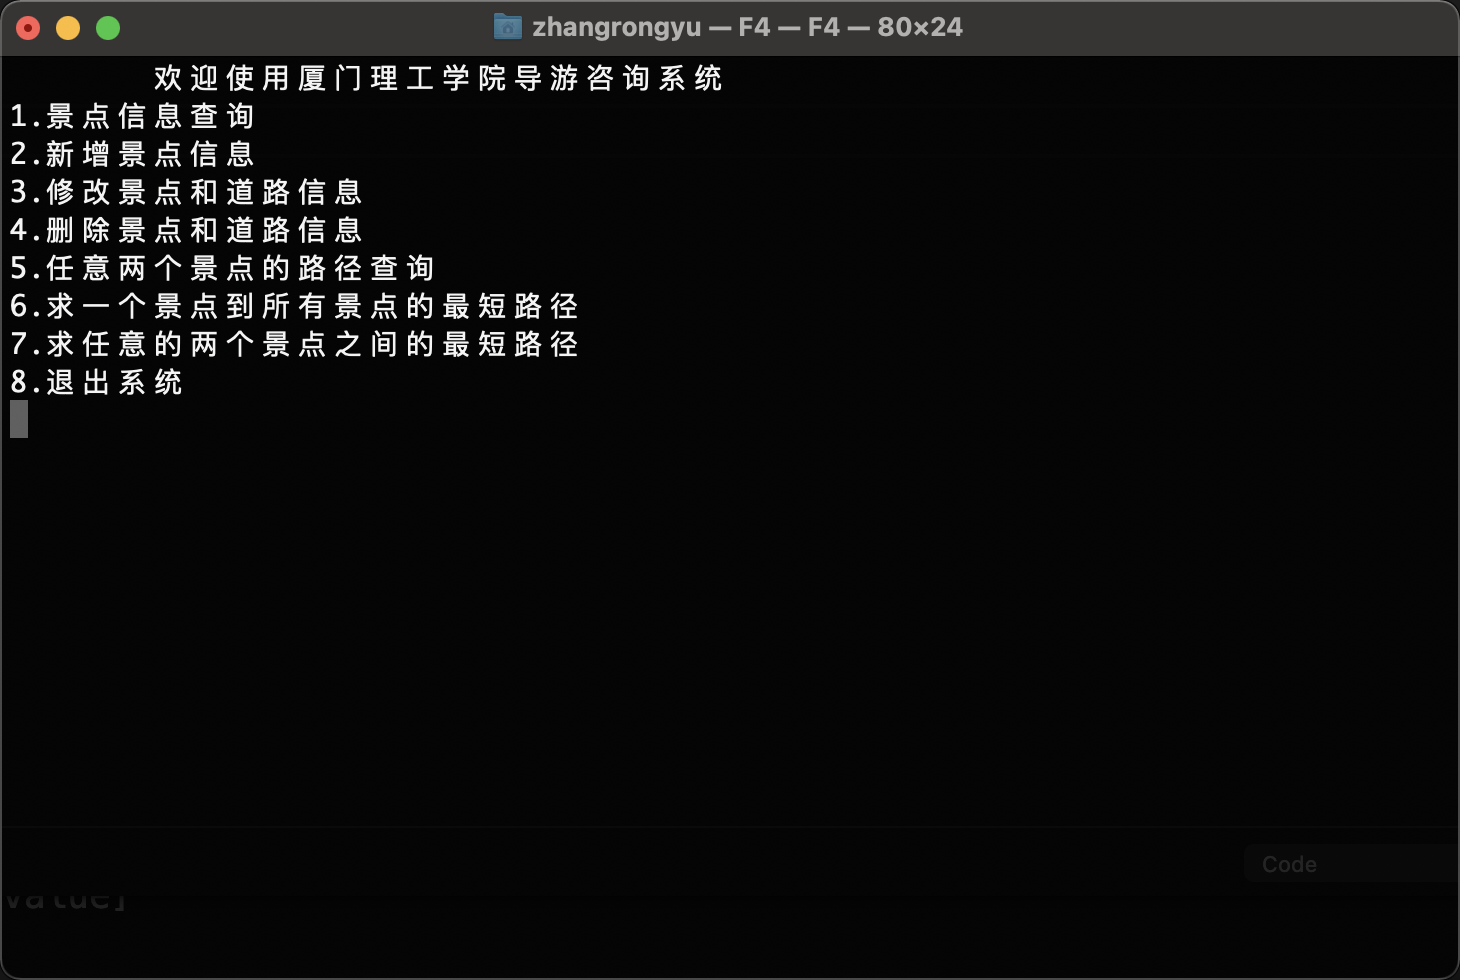 zhangrongyu — F4 — F4 — 80×24
欢迎使用厦门理工学院导游咨询系统
1.景点信息查询
2.新增景点信息
3.修改景点和道路信息
4.删除景点和道路信息
5.任意两个景点的路径查询
6.求一个景点到所有景点的最短路径
7.求任意的两个景点之间的最短路径
8.退出系统
Code
value]